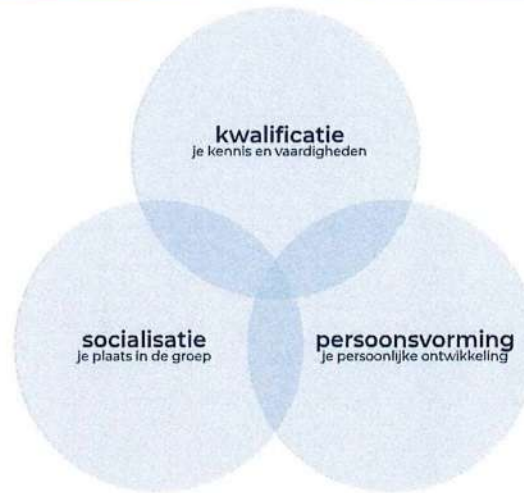 kwalificatie
je kennis en vaardigheden
socialisatie
je plaats in de groep
persoonsvorming
je persoonlijke ontwikkeling